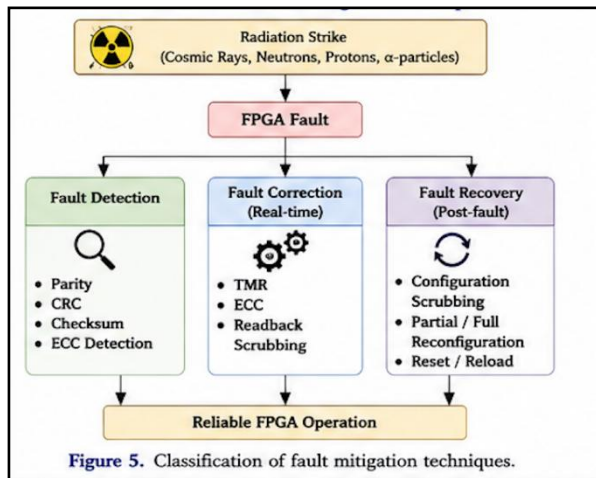 Radiation Strike
(Cosmic Rays, Neutrons, Protons, α-particles)
FPGA Fault
Fault Detection
• Parity
• CRC
• Checksum
• ECC Detection
Fault Correction
(Real-time)
• TMR
• ECC
• Readback
Scrubbing
Fault Recovery
(Post-fault)
• Configuration
Scrubbing
• Partial / Full
Reconfiguration
• Reset / Reload
Reliable FPGA Operation
Figure 5. Classification of fault mitigation techniques.